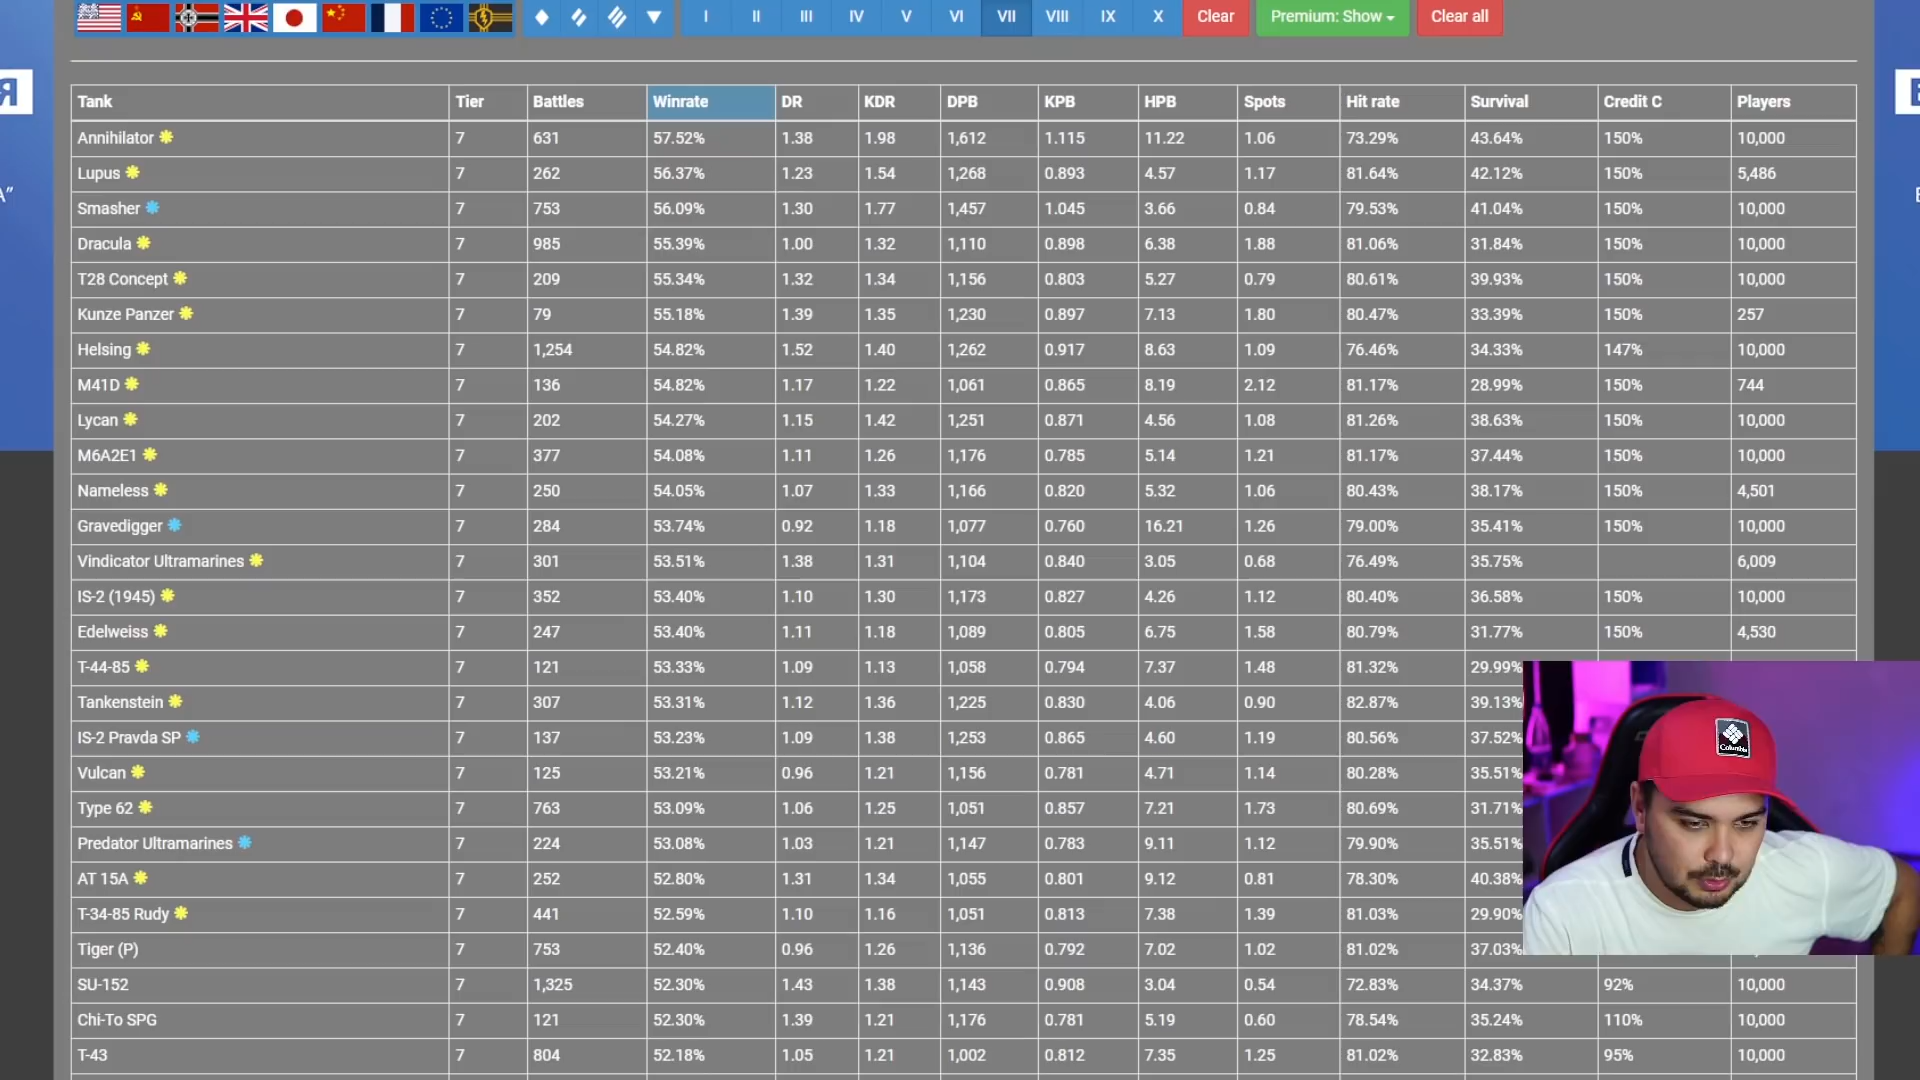 I II III IV V VI VII VIII IX X Clear Premium: Show Clear all
Tank Tier Battles Winrate DR KDR DPB KPB HPB Spots Hit rate Survival Credit C Players
Annihilator 7 631 57.52% 1.38 1.98 1,612 1.115 11.22 1.06 73.29% 43.64% 150% 10,000
Lupus 7 262 56.37% 1.23 1.54 1,268 0.893 4.57 1.17 81.64% 42.12% 150% 5,486
Smasher 7 753 56.09% 1.30 1.77 1,457 1.045 3.66 0.84 79.53% 41.04% 150% 10,000
Dracula 7 985 55.39% 1.00 1.32 1,110 0.898 6.38 1.88 81.06% 31.84% 150% 10,000
T28 Concept 7 209 55.34% 1.32 1.34 1,156 0.803 5.27 0.79 80.61% 39.93% 150% 10,000
Kunze Panzer 7 79 55.18% 1.39 1.35 1,230 0.897 7.13 1.80 80.47% 33.39% 150% 257
Helsing 7 1,254 54.82% 1.52 1.40 1,262 0.917 8.63 1.09 76.46% 34.33% 147% 10,000
M41D 7 136 54.82% 1.17 1.22 1,061 0.865 8.19 2.12 81.17% 28.99% 150% 744
Lycan 7 202 54.27% 1.15 1.42 1,251 0.871 4.56 1.08 81.26% 38.63% 150% 10,000
M6A2E1 7 377 54.08% 1.11 1.26 1,176 0.785 5.14 1.21 81.17% 37.44% 150% 10,000
Nameless 7 250 54.05% 1.07 1.33 1,166 0.820 5.32 1.06 80.43% 38.17% 150% 4,501
Gravedigger 7 284 53.74% 0.92 1.18 1,077 0.760 16.21 1.26 79.00% 35.41% 150% 10,000
Vindicator Ultramarines 7 301 53.51% 1.38 1.31 1,104 0.840 3.05 0.68 76.49% 35.75% 6,009
IS-2 (1945) 7 352 53.40% 1.10 1.30 1,173 0.827 4.26 1.12 80.40% 36.58% 150% 10,000
Edelweiss 7 247 53.40% 1.11 1.18 1,089 0.805 6.75 1.58 80.79% 31.77% 150% 4,530
T-44-85 7 121 53.33% 1.09 1.13 1,058 0.794 7.37 1.48 81.32% 29.99%
Tankenstein 7 307 53.31% 1.12 1.36 1,225 0.830 4.06 0.90 82.87% 39.13%
IS-2 Pravda SP 7 137 53.23% 1.09 1.38 1,253 0.865 4.60 1.19 80.56% 37.52%
Vulcan 7 125 53.21% 0.96 1.21 1,156 0.781 4.71 1.14 80.28% 35.51%
Type 62 7 763 53.09% 1.06 1.25 1,051 0.857 7.21 1.73 80.69% 31.71%
Predator Ultramarines 7 224 53.08% 1.03 1.21 1,147 0.783 9.11 1.12 79.90% 35.51%
AT 15A 7 252 52.80% 1.31 1.34 1,055 0.801 9.12 0.81 78.30% 40.38%
T-34-85 Rudy 7 441 52.59% 1.10 1.16 1,051 0.813 7.38 1.39 81.03% 29.90%
Tiger (P) 7 753 52.40% 0.96 1.26 1,136 0.792 7.02 1.02 81.02% 37.03%
SU-152 7 1,325 52.30% 1.43 1.38 1,143 0.908 3.04 0.54 72.83% 34.37% 92% 10,000
Chi-To SPG 7 121 52.30% 1.39 1.21 1,176 0.781 5.19 0.60 78.54% 35.24% 110% 10,000
T-43 7 804 52.18% 1.05 1.21 1,002 0.812 7.35 1.25 81.02% 32.83% 95% 10,000
Я
А”
Columbia